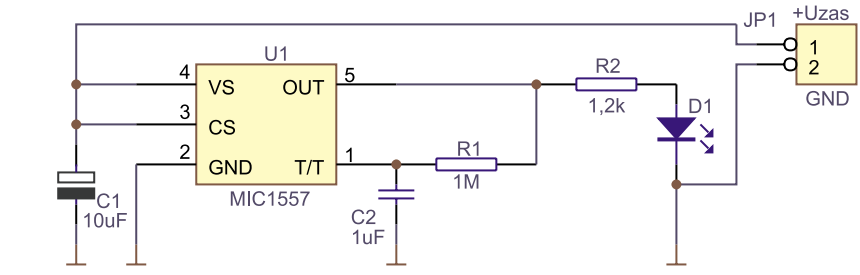 JP1 +Uzas
1
2
GND
U1
4 VS OUT 5
3 CS
2 GND T/T 1
MIC1557
R2
1,2k
D1
R1
1M
C1
10uF
C2
1uF